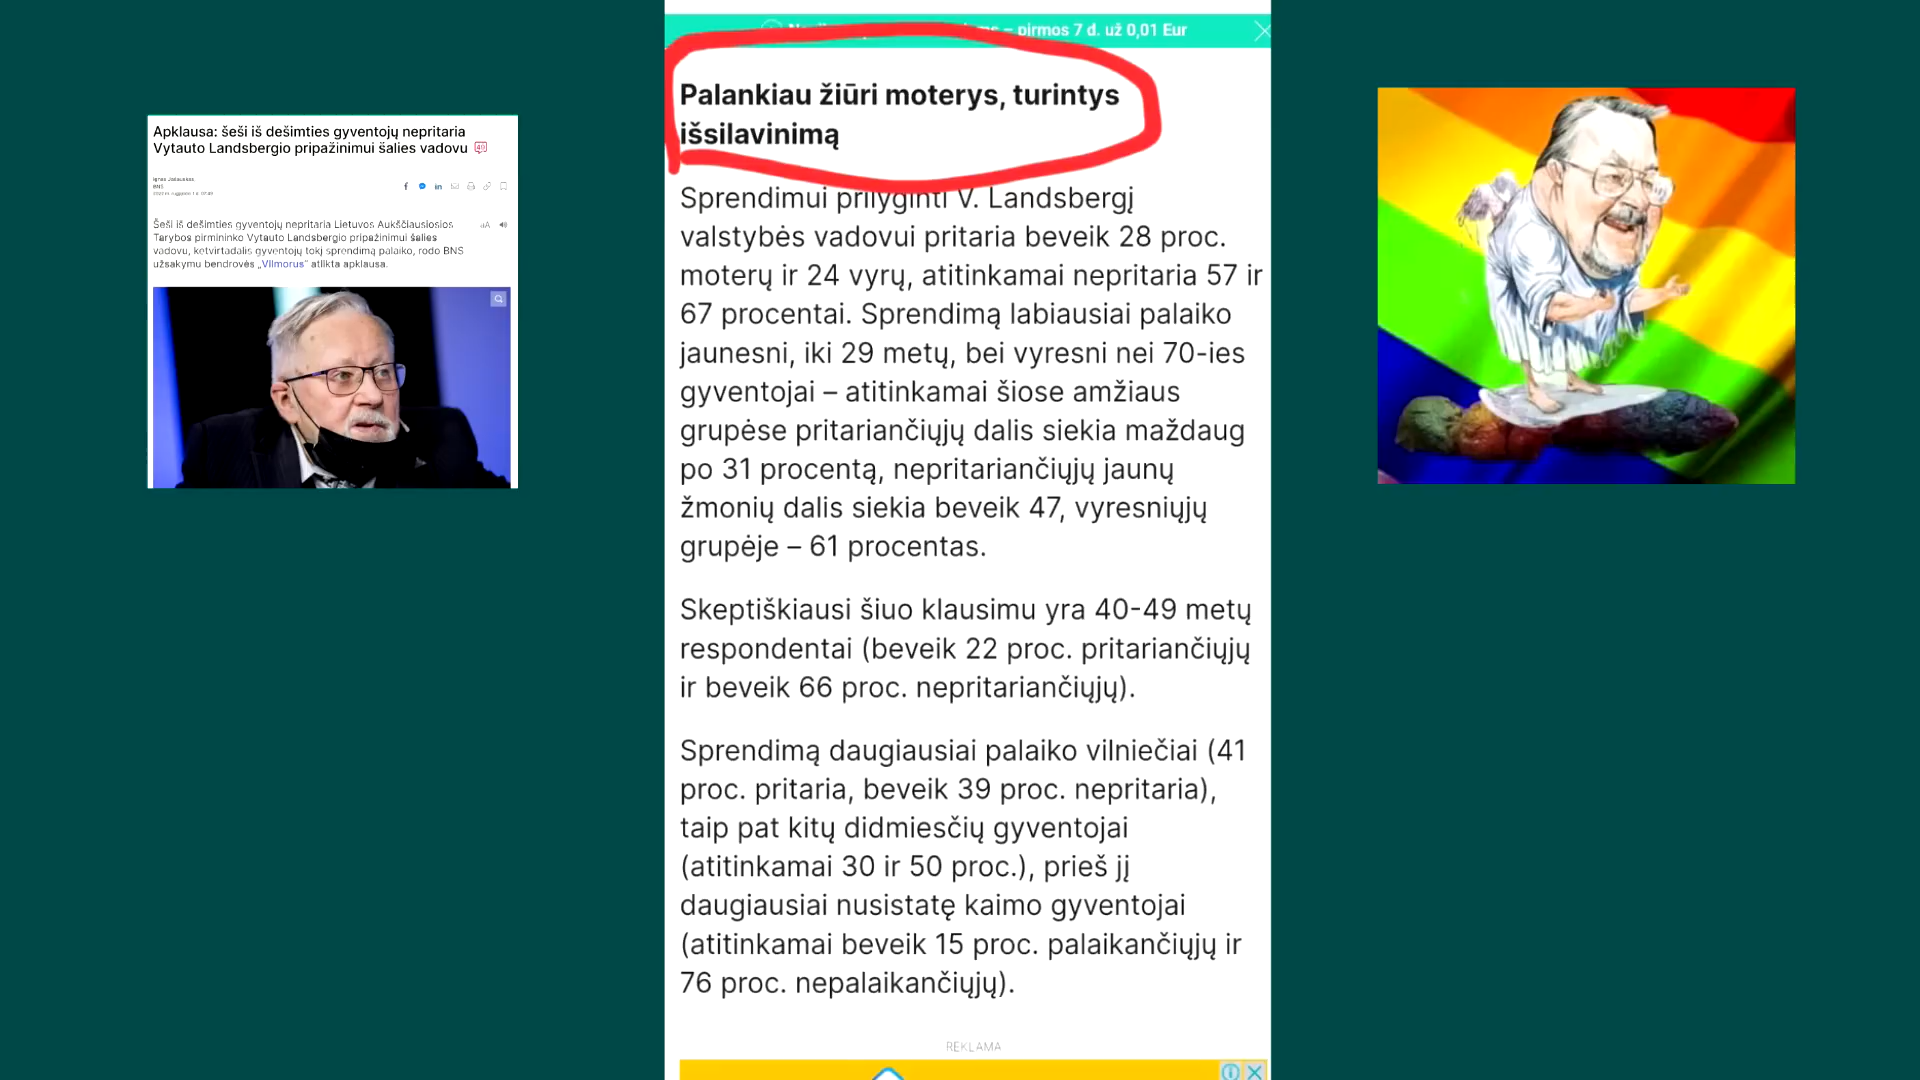 Apklausa: šeši iš dešimties gyventojų nepritaria
Vytauto Landsbergio pripažinimui šalies vadovu
BNS
Šeši iš dešimties gyventojų nepritaria Lietuvos Aukščiausiosios
Tarybos pirmininko Vytauto Landsbergio pripažinimui šalies
vadovu, ketvirtadalis gyventojų tokį sprendimą palaiko, rodo BNS
užsakymu bendrovės „Vilmorus“ atlikta apklausa.
aA
– pirmos 7 d. už 0,01 Eur
Palankiau žiūri moterys, turintys
išsilavinimą
Sprendimui prilyginti V. Landsbergį
valstybės vadovui pritaria beveik 28 proc.
moterų ir 24 vyrų, atitinkamai nepritaria 57 ir
67 procentai. Sprendimą labiausiai palaiko
jaunesni, iki 29 metų, bei vyresni nei 70-ies
gyventojai – atitinkamai šiose amžiaus
grupėse pritariančiųjų dalis siekia maždaug
po 31 procentą, nepritariančiųjų jaunų
žmonių dalis siekia beveik 47, vyresniųjų
grupėje – 61 procentas.
Skeptiškiausi šiuo klausimu yra 40-49 metų
respondentai (beveik 22 proc. pritariančiųjų
ir beveik 66 proc. nepritariančiųjų).
Sprendimą daugiausiai palaiko vilniečiai (41
proc. pritaria, beveik 39 proc. nepritaria),
taip pat kitų didmiesčių gyventojai
(atitinkamai 30 ir 50 proc.), prieš jį
daugiausiai nusistatę kaimo gyventojai
(atitinkamai beveik 15 proc. palaikančiųjų ir
76 proc. nepalaikančiųjų).
REKLAMA